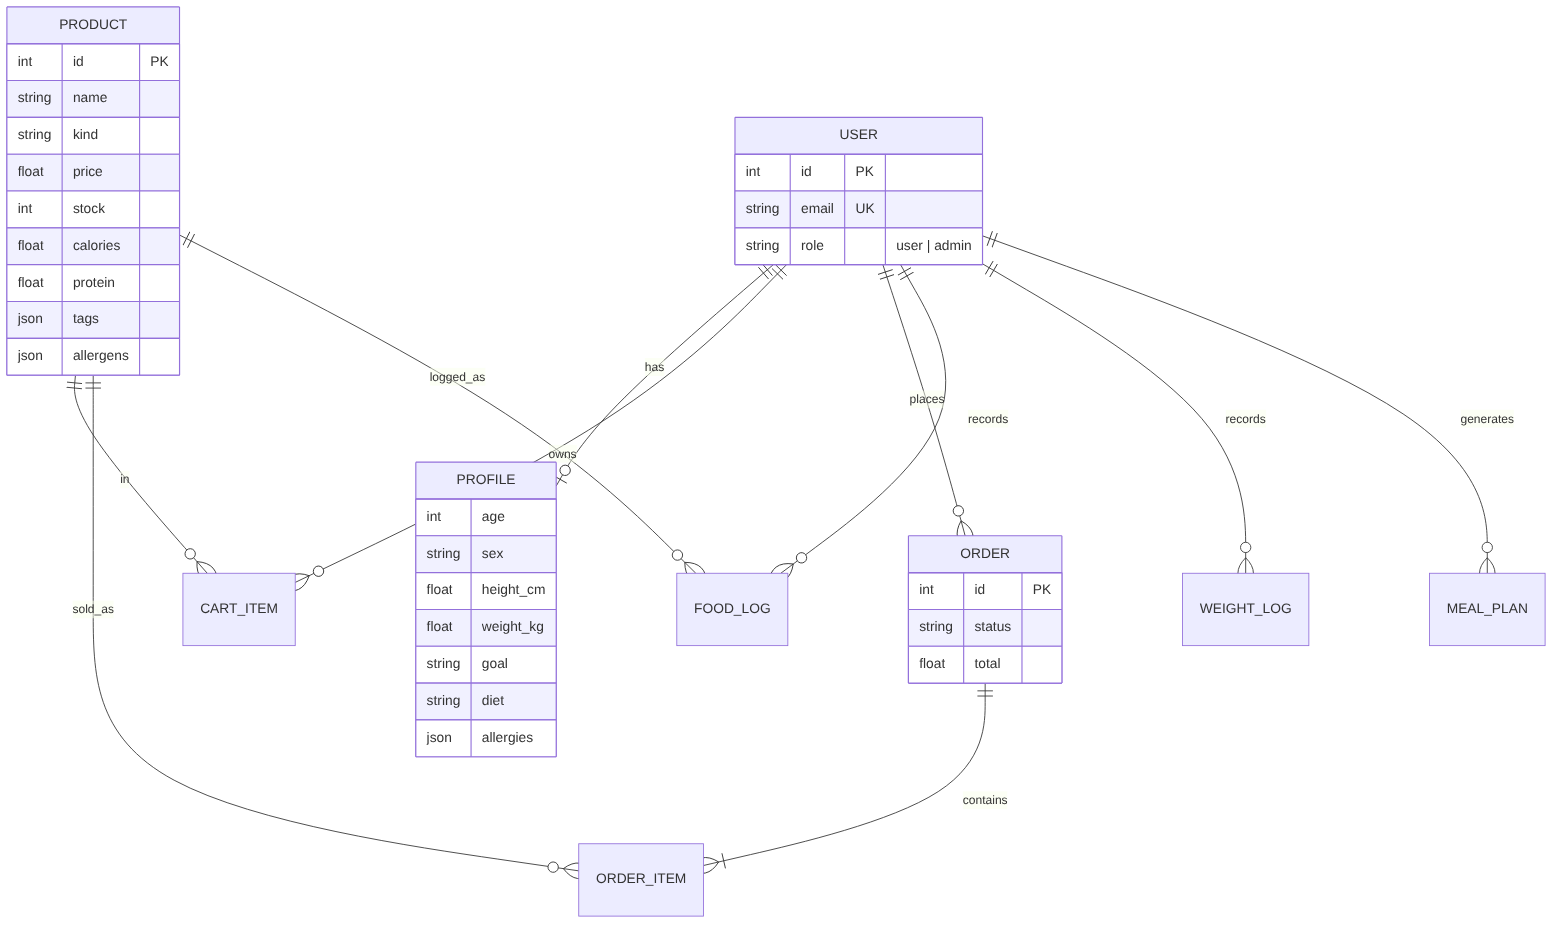 PRODUCT
int id PK
string name
string kind
float price
int stock
float calories
float protein
json tags
json allergens
USER
int id PK
string email UK
string role user | admin
has
logged_as
places
records
records
generates
owns
in
PROFILE
int age
string sex
float height_cm
float weight_kg
string goal
string diet
json allergies
ORDER
int id PK
string status
float total
CART_ITEM
FOOD_LOG
WEIGHT_LOG
MEAL_PLAN
sold_as
contains
ORDER_ITEM